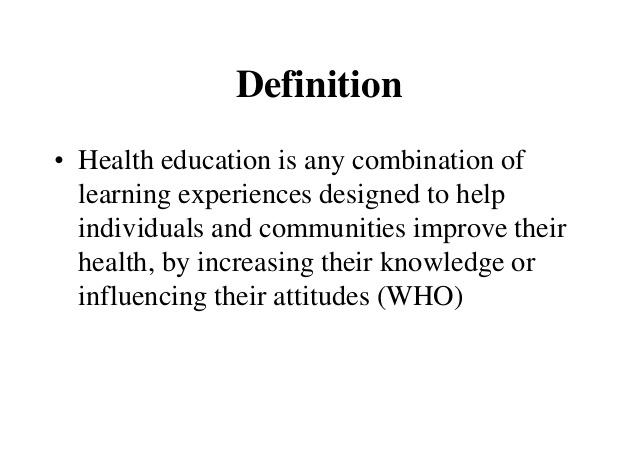 Definition
• Health education is any combination of
learning experiences designed to help
individuals and communities improve their
health, by increasing their knowledge or
influencing their attitudes (WHO)